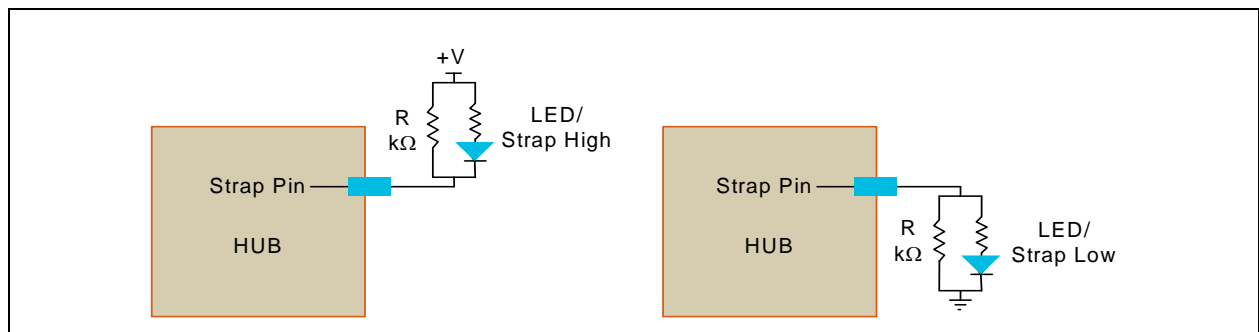 +V
R
kΩ
LED/
Strap High
Strap Pin
HUB
Strap Pin
HUB
R
kΩ
LED/
Strap Low